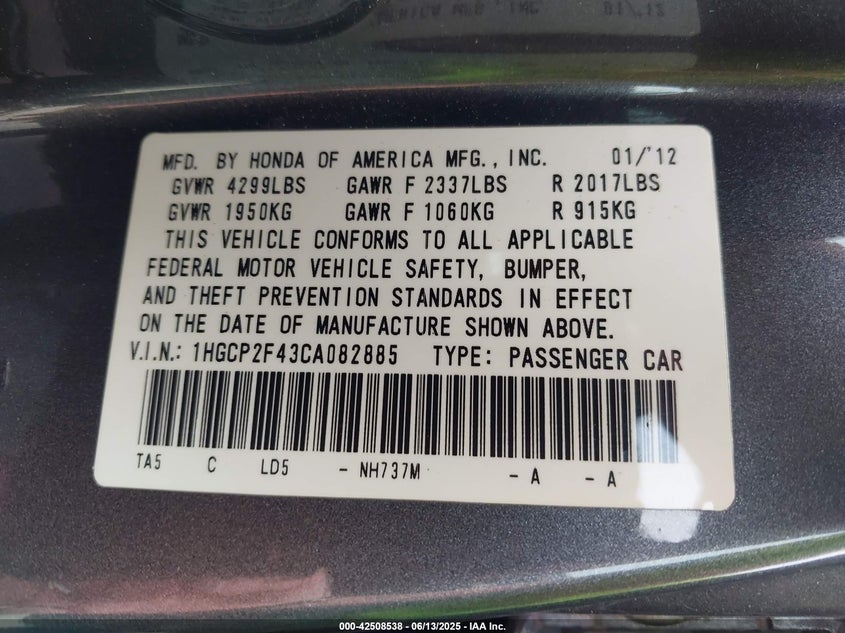 MFD. BY HONDA OF AMERICA MFG., INC. 01/'12
GVWR 4299LBS GAWR F 2337LBS R 2017LBS
GVWR 1950KG GAWR F 1060KG R 915KG
THIS VEHICLE CONFORMS TO ALL APPLICABLE
FEDERAL MOTOR VEHICLE SAFETY, BUMPER,
AND THEFT PREVENTION STANDARDS IN EFFECT
ON THE DATE OF MANUFACTURE SHOWN ABOVE.
V.I.N.: 1HGCP2F43CA082885 TYPE: PASSENGER CAR
TA5 C LD5 - NH737M - A - A
000-42508538 - 06/13/2025 - IAA Inc.